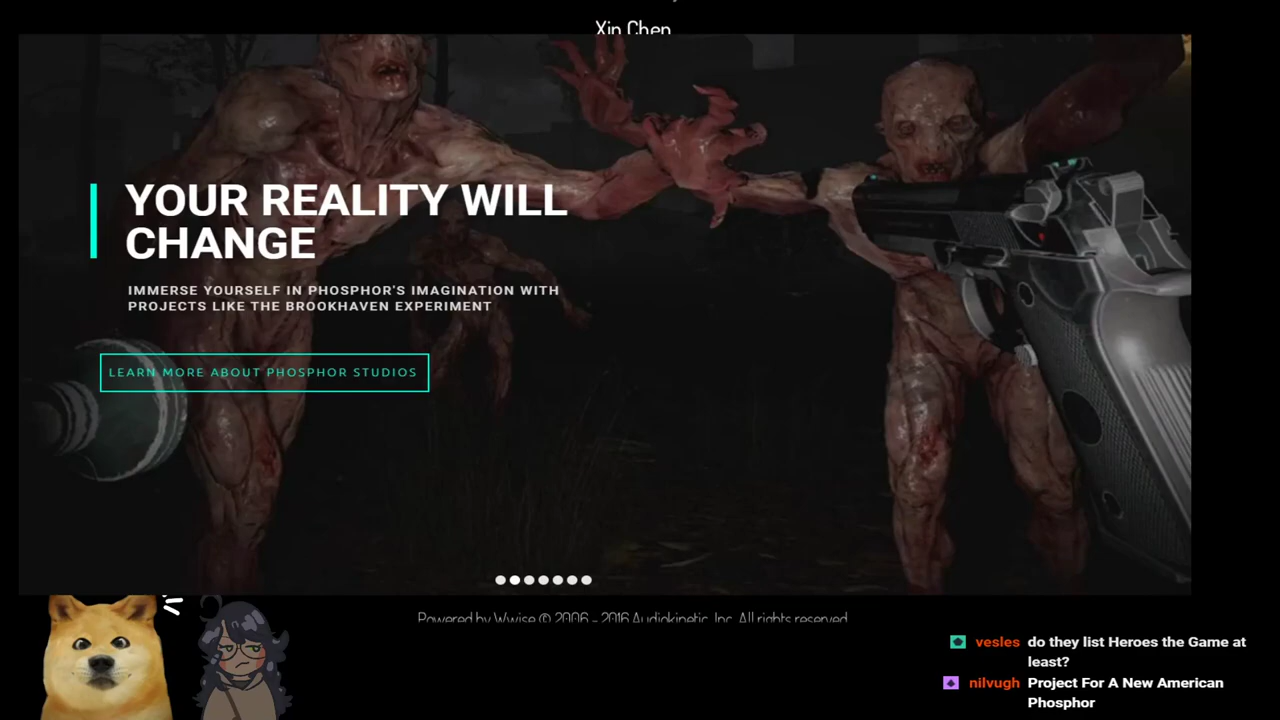 Xin Chen
YOUR REALITY WILL
CHANGE
IMMERSE YOURSELF IN PHOSPHOR'S IMAGINATION WITH
PROJECTS LIKE THE BROOKHAVEN EXPERIMENT
LEARN MORE ABOUT PHOSPHOR STUDIOS
Powered by Wwise © 2006 - 2016 Audiokinetic Inc. All rights reserved.
vesles do they list Heroes the Game at
least?
nilvugh Project For A New American
Phosphor